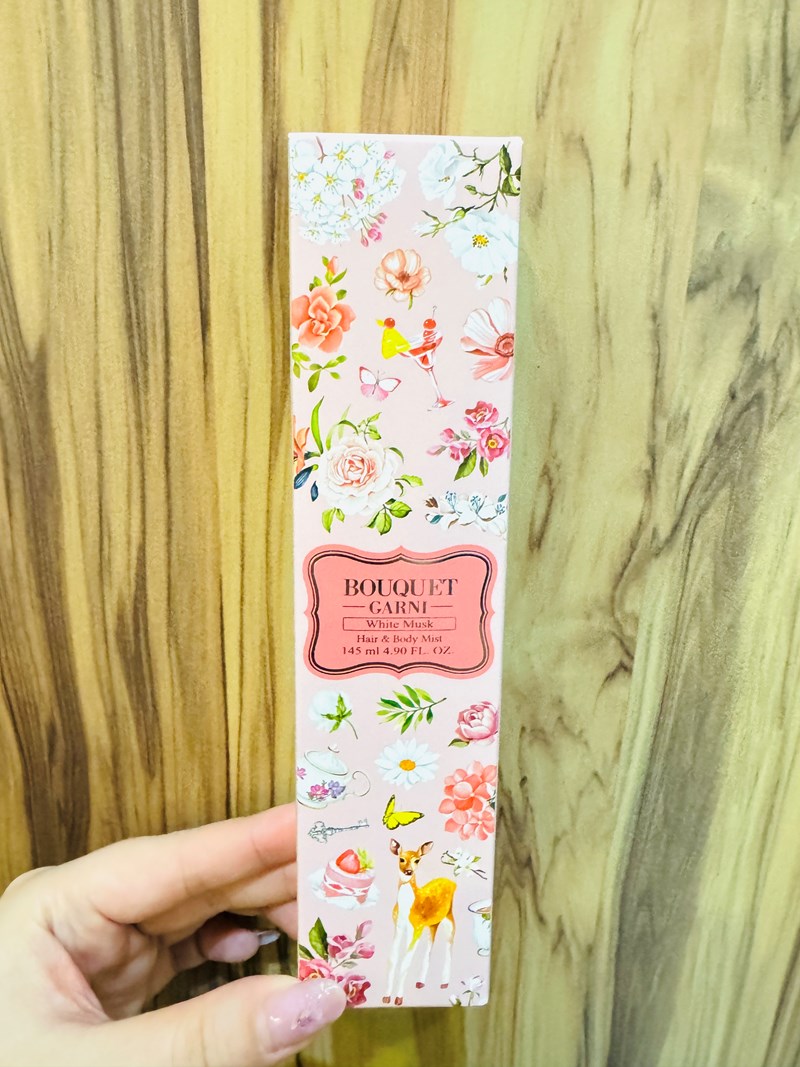 BOUQUET
GARNI
White Musk
Hair & Body Mist
145 ml 4.90 FL. OZ.